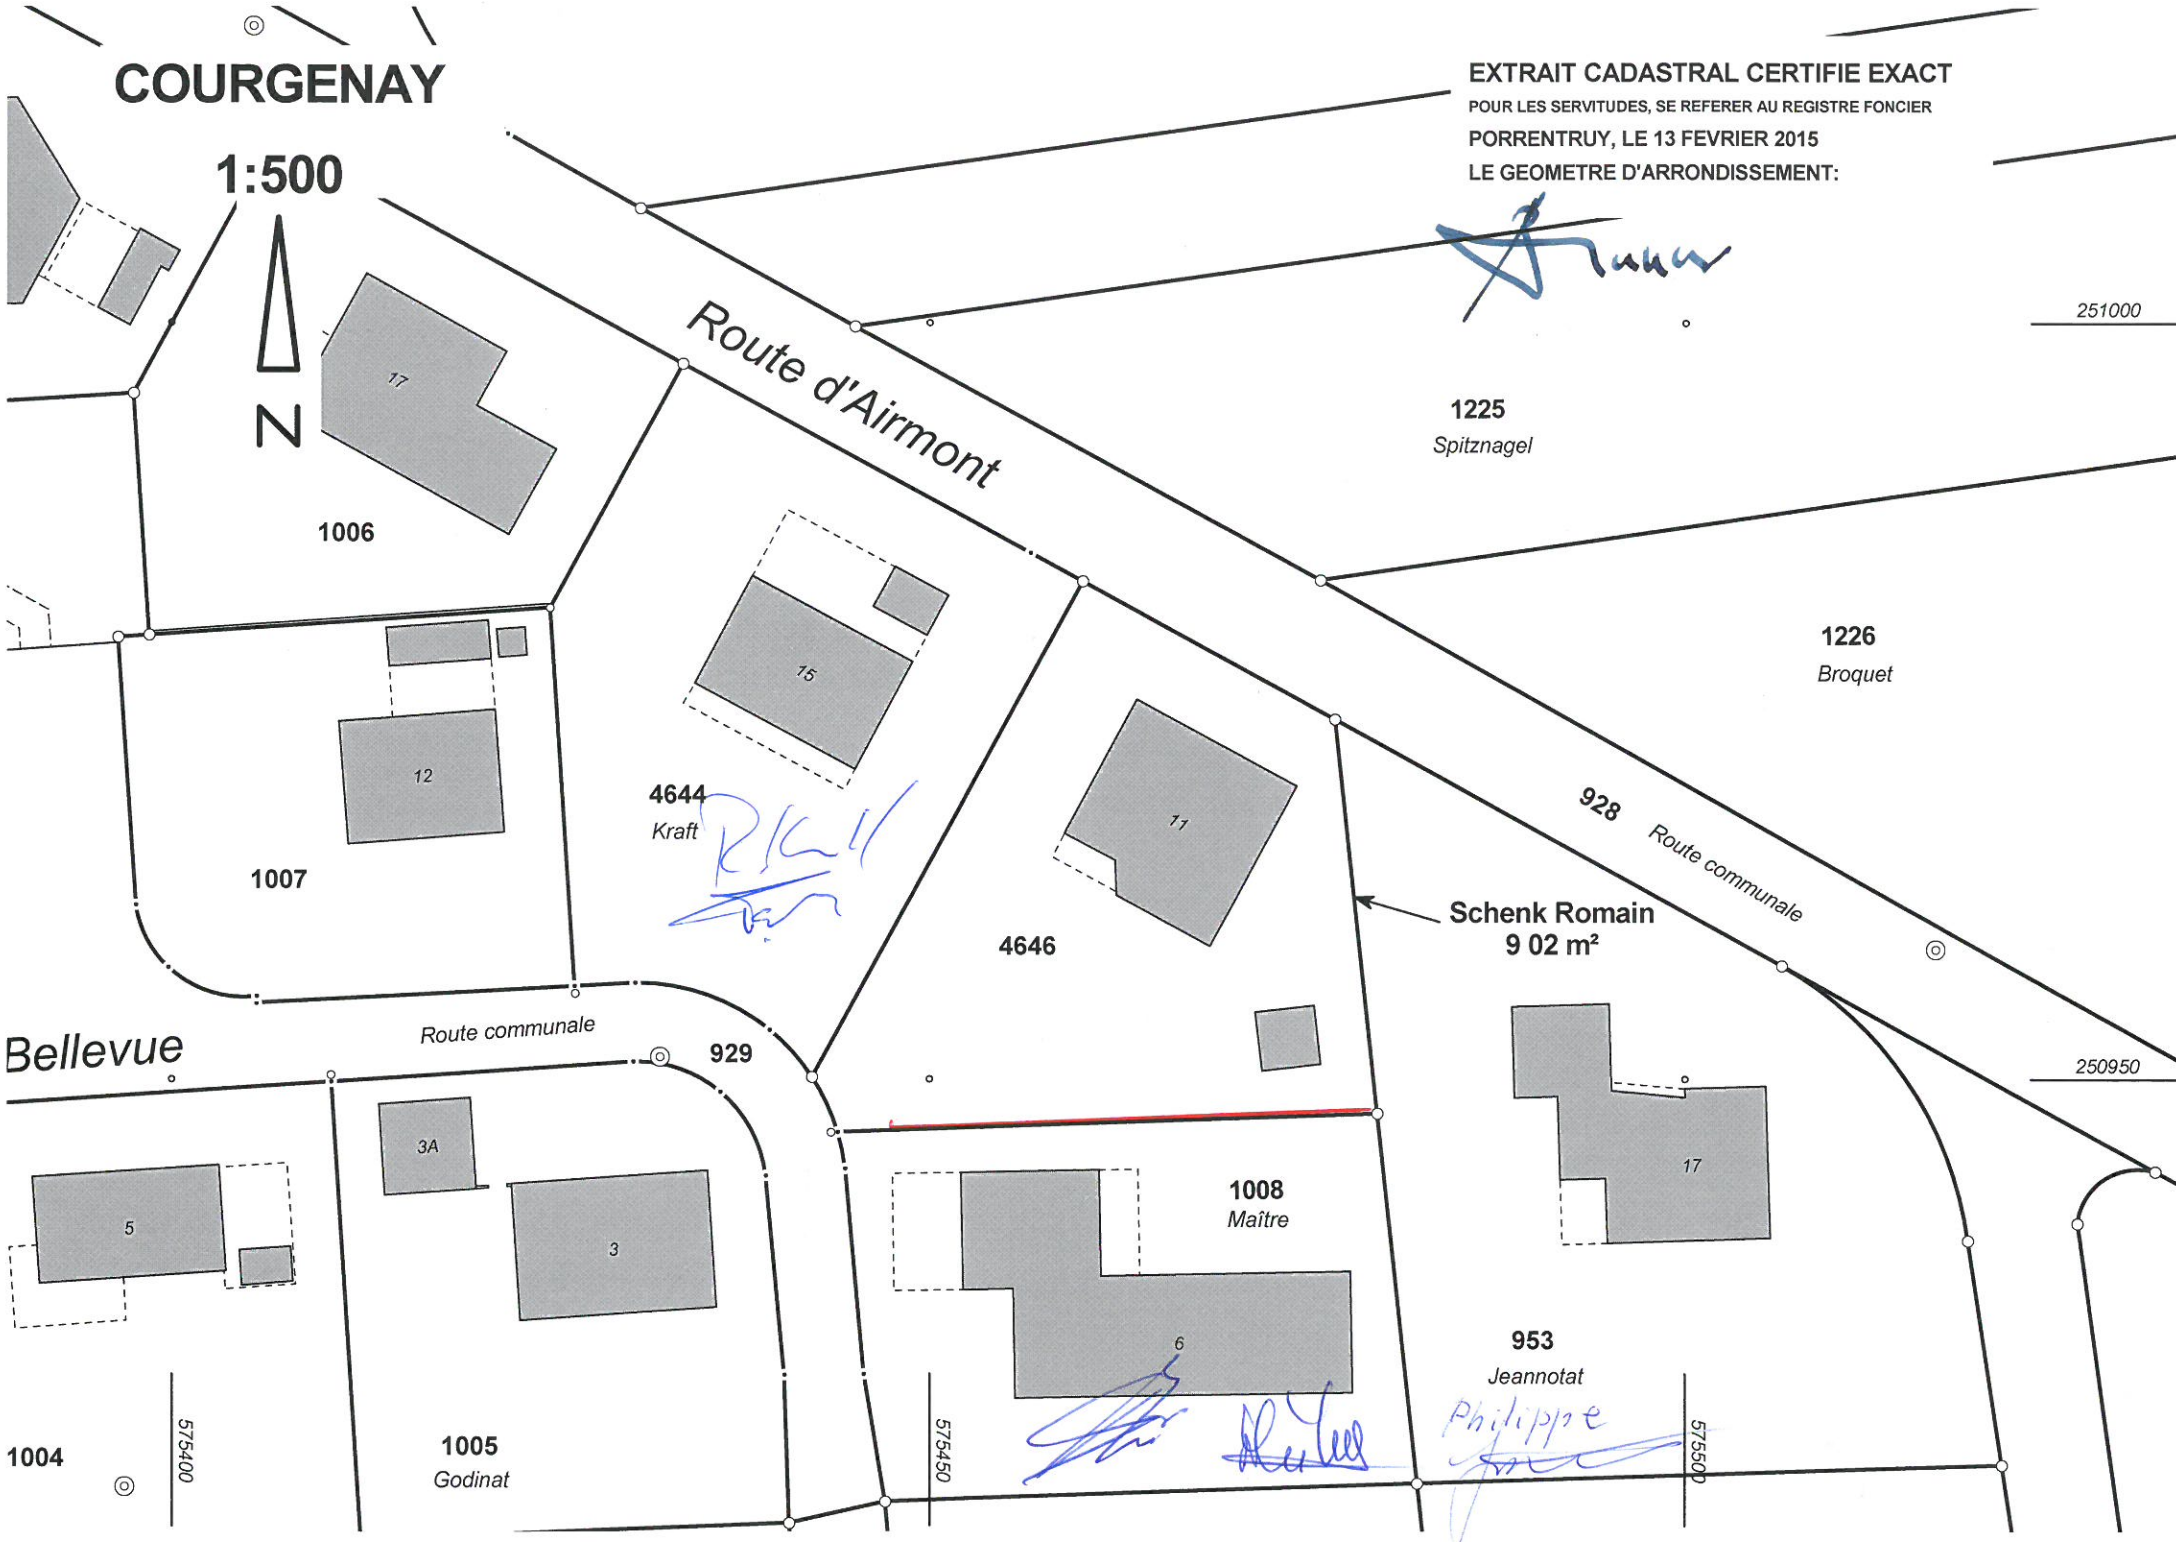 COURGENAY
1:500
N
EXTRAIT CADASTRAL CERTIFIE EXACT
POUR LES SERVITUDES, SE REFERER AU REGISTRE FONCIER
PORRENTRUY, LE 13 FEVRIER 2015
LE GEOMETRE D'ARRONDISSEMENT:
251000
17
Route d'Airmont
1225
Spitznagel
1006
1226
Broquet
15
12
4644
Kraft
11
928
Route communale
1007
Schenk Romain
9 02 m²
4646
Bellevue
Route communale
929
250950
3A
17
5
3
1008
Maître
6
953
Jeannotat
Philippe
1004
575400
1005
Godinat
575450
575500